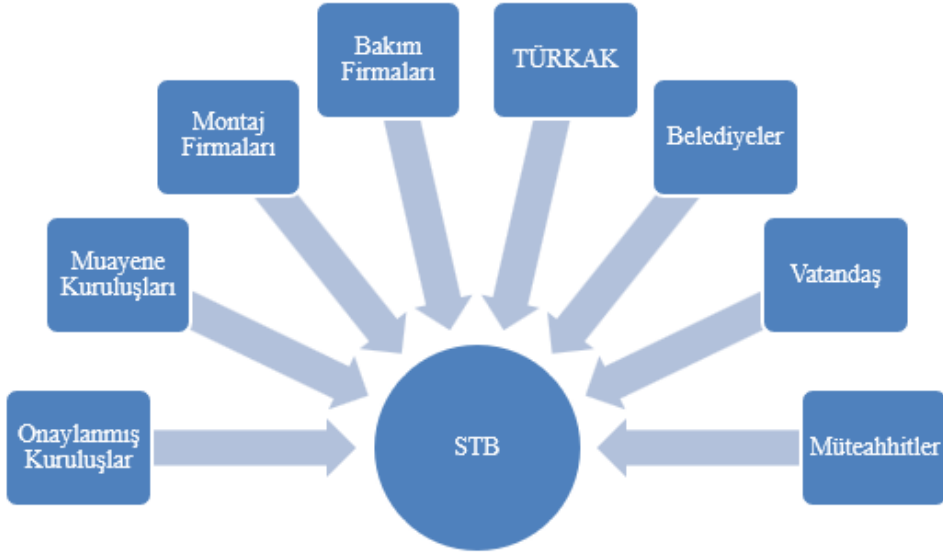 Bakım
Firmaları
TÜRKAK
Montaj
Firmaları
Belediyeler
Muayene
Kuruluşları
Vatandaş
Onaylanmış
Kuruluşlar
STB
Müteahhitler